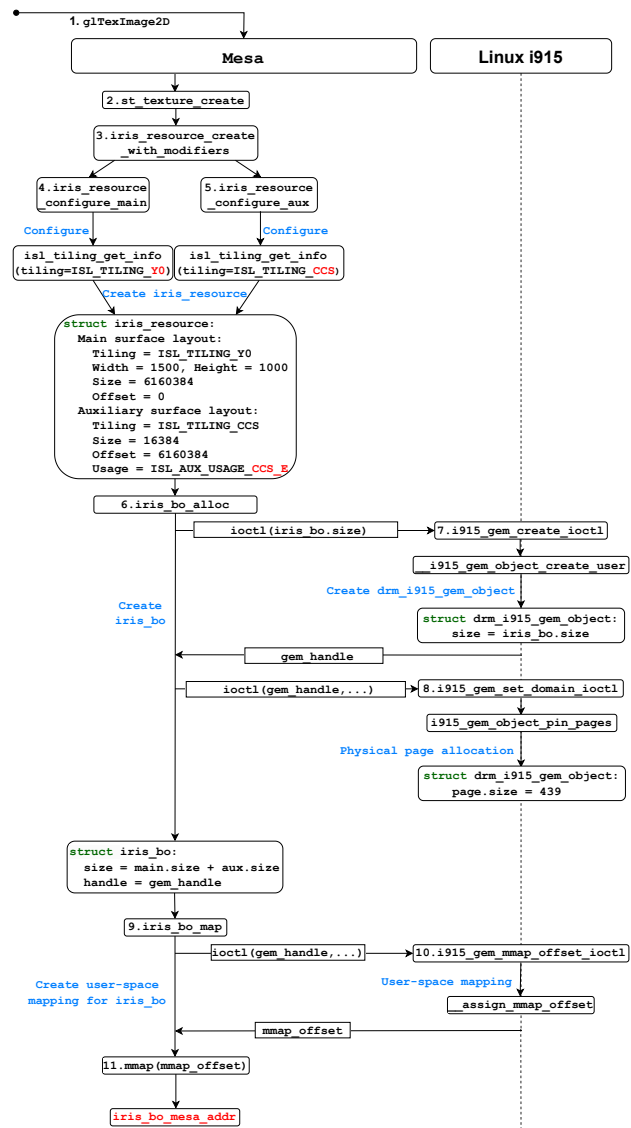 1. glTexImage2D
Mesa
Linux i915
2.st_texture_create
3.iris_resource_create
_with_modifiers
4.iris_resource
_configure_main
5.iris_resource
_configure_aux
Configure
Configure
isl_tiling_get_info
(tiling=ISL_TILING_Y0)
isl_tiling_get_info
(tiling=ISL_TILING_CCS)
Create iris_resource
struct iris_resource:
Main surface layout:
Tiling = ISL_TILING_Y0
Width = 1500, Height = 1000
Size = 6160384
Offset = 0
Auxiliary surface layout:
Tiling = ISL_TILING_CCS
Size = 16384
Offset = 6160384
Usage = ISL_AUX_USAGE_CCS_E
6.iris_bo_alloc
ioctl(iris_bo.size)
7.i915_gem_create_ioctl
__i915_gem_object_create_user
Create drm_i915_gem_object
Create
iris_bo
struct drm_i915_gem_object:
size = iris_bo.size
gem_handle
ioctl(gem_handle,...)
8.i915_gem_set_domain_ioctl
i915_gem_object_pin_pages
Physical page allocation
struct drm_i915_gem_object:
page.size = 439
struct iris_bo:
size = main.size + aux.size
handle = gem_handle
9.iris_bo_map
ioctl(gem_handle,...)
10.i915_gem_mmap_offset_ioctl
Create user-space
mapping for iris_bo
User-space mapping
__assign_mmap_offset
mmap_offset
11.mmap(mmap_offset)
iris_bo_mesa_addr